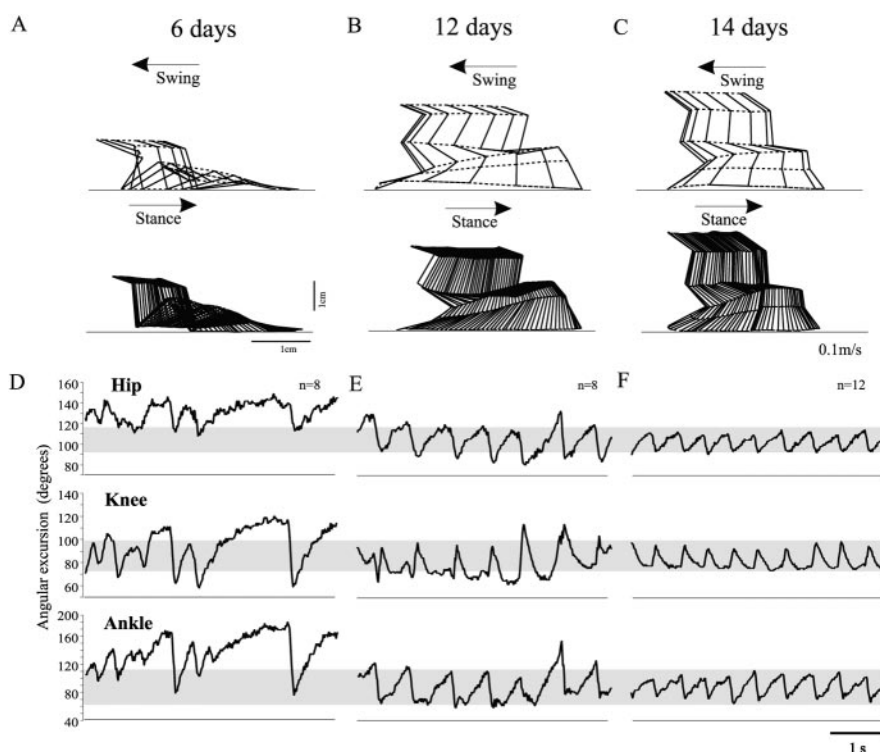 A 6 days B 12 days C 14 days
Swing Swing Swing
Stance Stance Stance
1cm
1cm
0.1m/s
D Hip n=8 E n=8 F n=12
160
140
120
100
80
Knee
140
120
100
80
60
Ankle
200
160
120
80
40
Angular excursion (degrees)
1 s